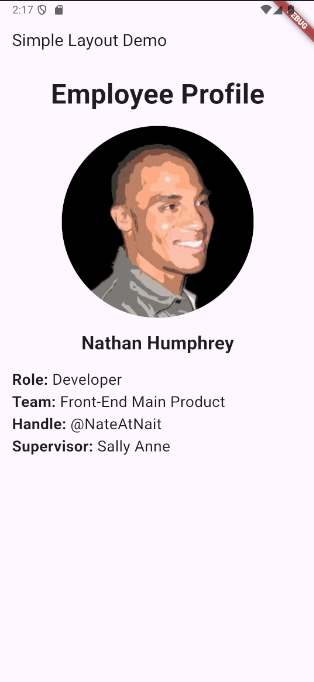 2:17
DEBUG
Simple Layout Demo
Employee Profile
Nathan Humphrey
Role: Developer
Team: Front-End Main Product
Handle: @NateAtNait
Supervisor: Sally Anne